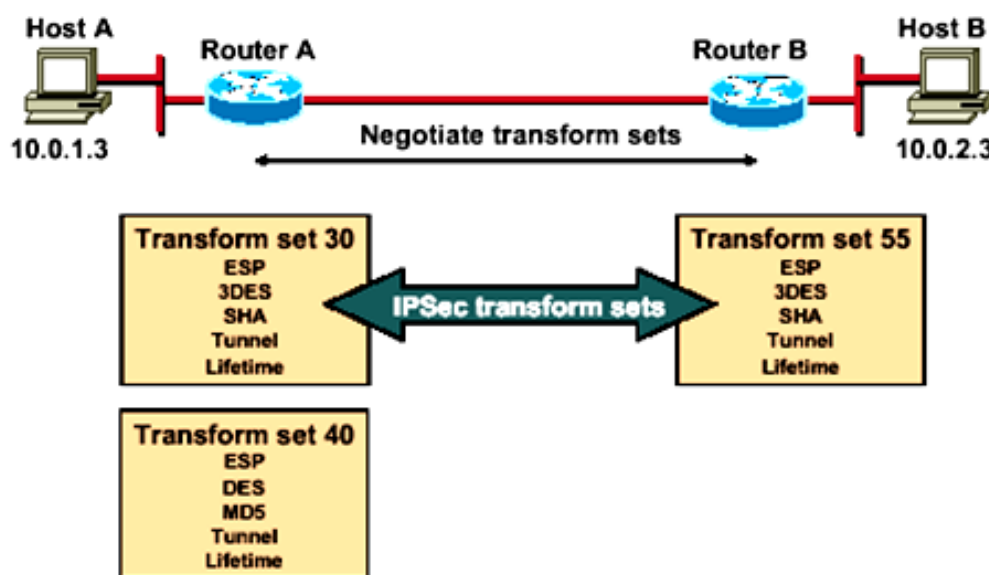 Host A
Router A
Router B
Host B
10.0.1.3
Negotiate transform sets
10.0.2.3
Transform set 30
ESP
3DES
SHA
Tunnel
Lifetime
IPSec transform sets
Transform set 55
ESP
3DES
SHA
Tunnel
Lifetime
Transform set 40
ESP
DES
MD5
Tunnel
Lifetime